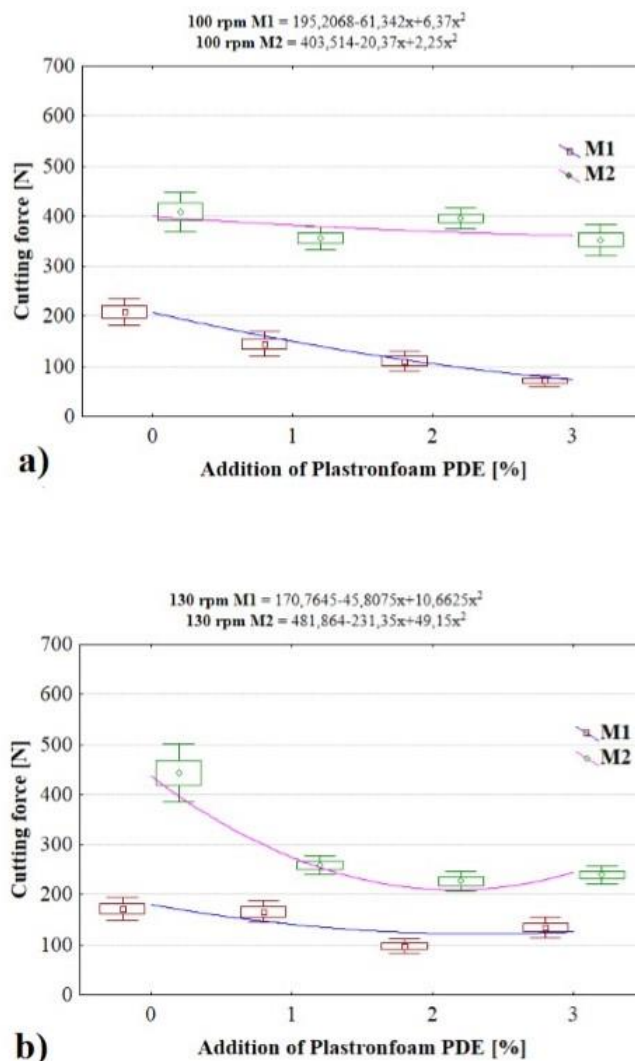 100 rpm M1 = 195,2068-61,342x+6,37x²
100 rpm M2 = 403,514-20,37x+2,25x²
700
600
500
400
300
200
100
0
Cutting force [N]
M1
M2
0 1 2 3
Addition of Plastronfoam PDE [%]
a)
130 rpm M1 = 170,7645-45,8075x+10,6625x²
130 rpm M2 = 481,864-231,35x+49,15x²
700
600
500
400
300
200
100
0
Cutting force [N]
M1
M2
0 1 2 3
Addition of Plastronfoam PDE [%]
b)